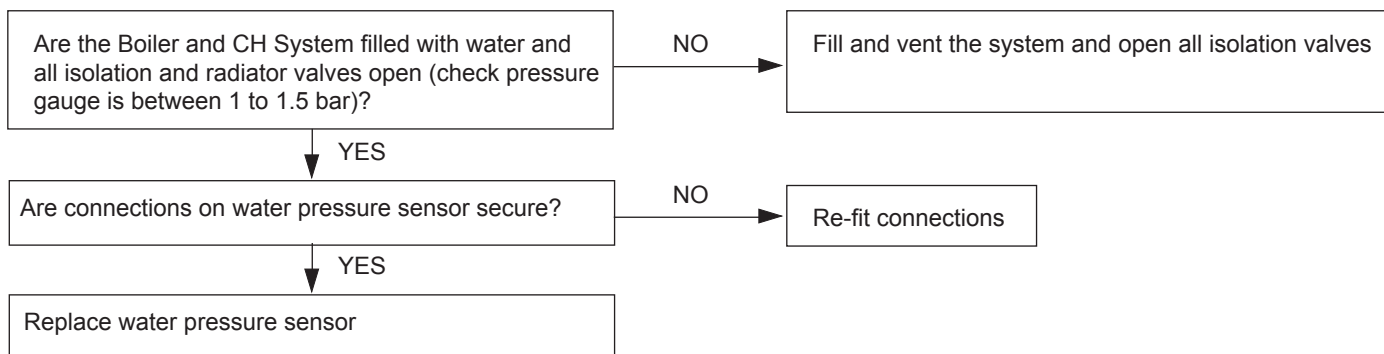 Are the Boiler and CH System filled with water and
all isolation and radiator valves open (check pressure
gauge is between 1 to 1.5 bar)?
NO
Fill and vent the system and open all isolation valves
YES
Are connections on water pressure sensor secure?
NO
Re-fit connections
YES
Replace water pressure sensor